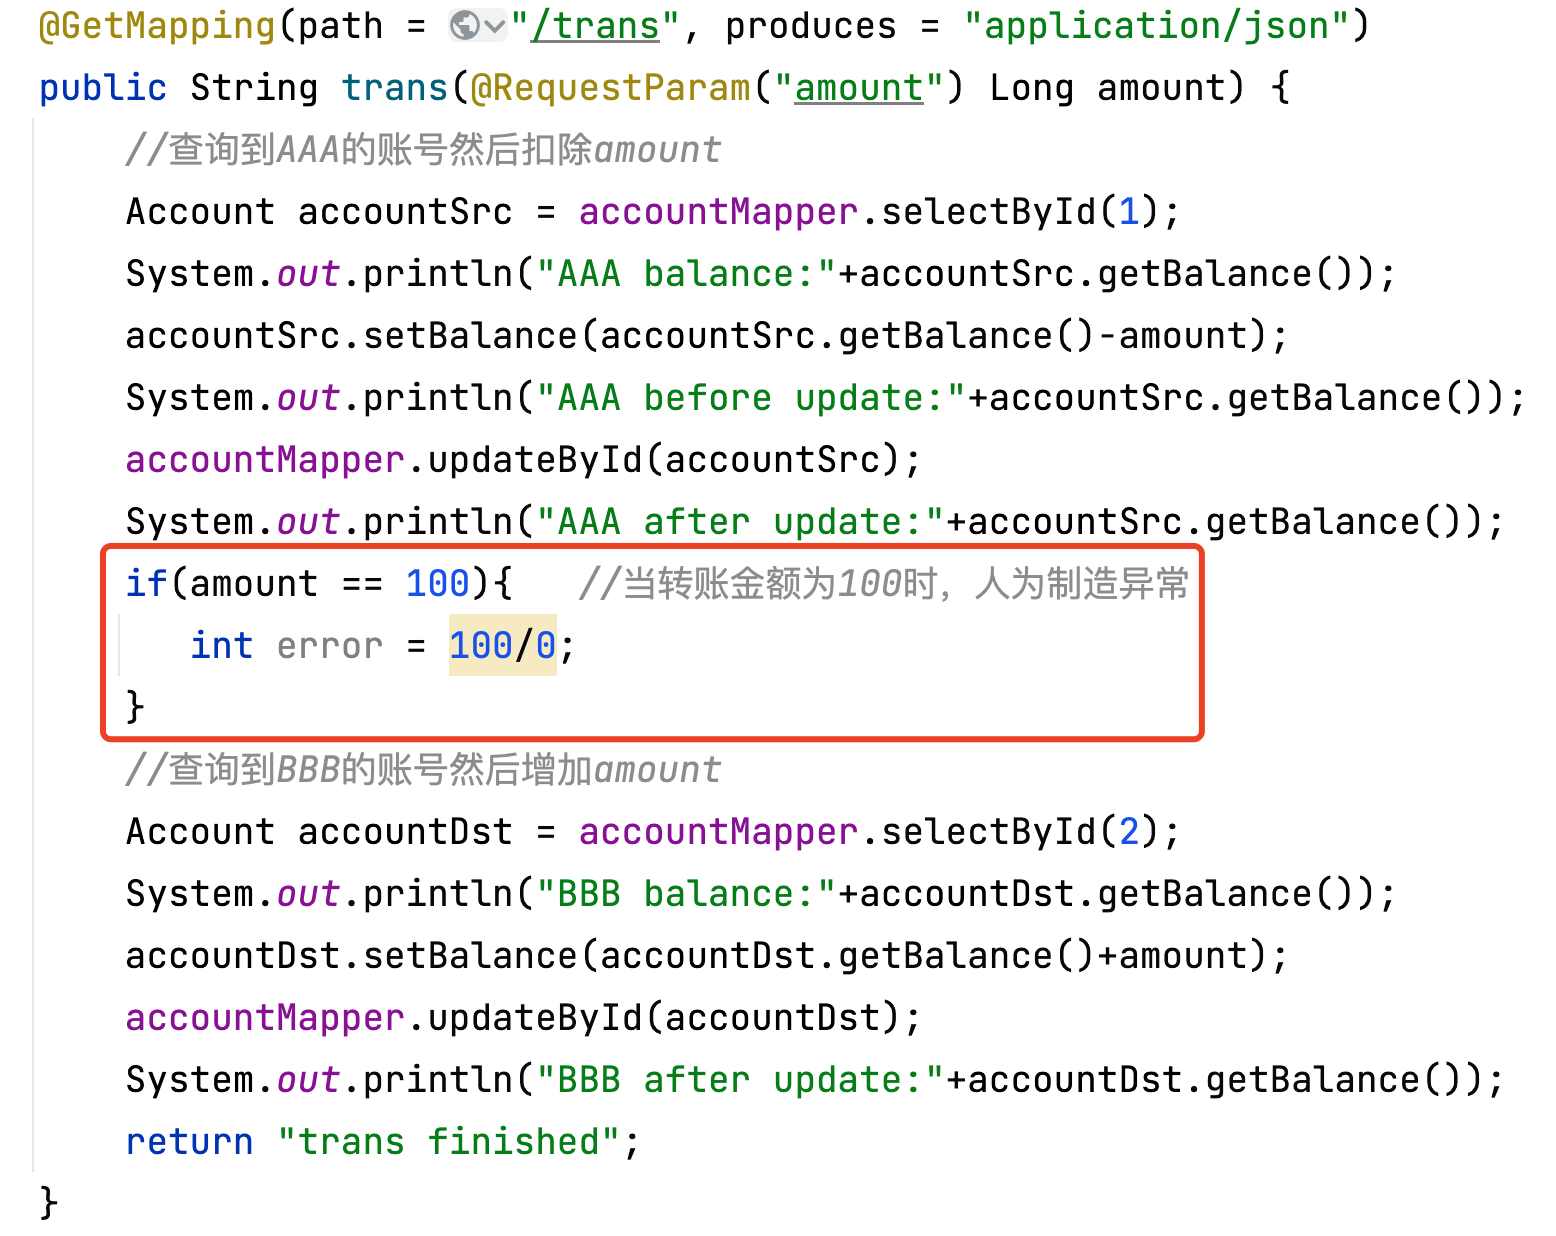 @GetMapping(path = "/trans", produces = "application/json")
public String trans(@RequestParam("amount") Long amount) {
//查询到AAA的账号然后扣除amount
Account accountSrc = accountMapper.selectById(1);
System.out.println("AAA balance:"+accountSrc.getBalance());
accountSrc.setBalance(accountSrc.getBalance()-amount);
System.out.println("AAA before update:"+accountSrc.getBalance());
accountMapper.updateById(accountSrc);
System.out.println("AAA after update:"+accountSrc.getBalance());
if(amount == 100){   //当转账金额为100时，人为制造异常
int error = 100/0;
}
//查询到BBB的账号然后增加amount
Account accountDst = accountMapper.selectById(2);
System.out.println("BBB balance:"+accountDst.getBalance());
accountDst.setBalance(accountDst.getBalance()+amount);
accountMapper.updateById(accountDst);
System.out.println("BBB after update:"+accountDst.getBalance());
return "trans finished";
}